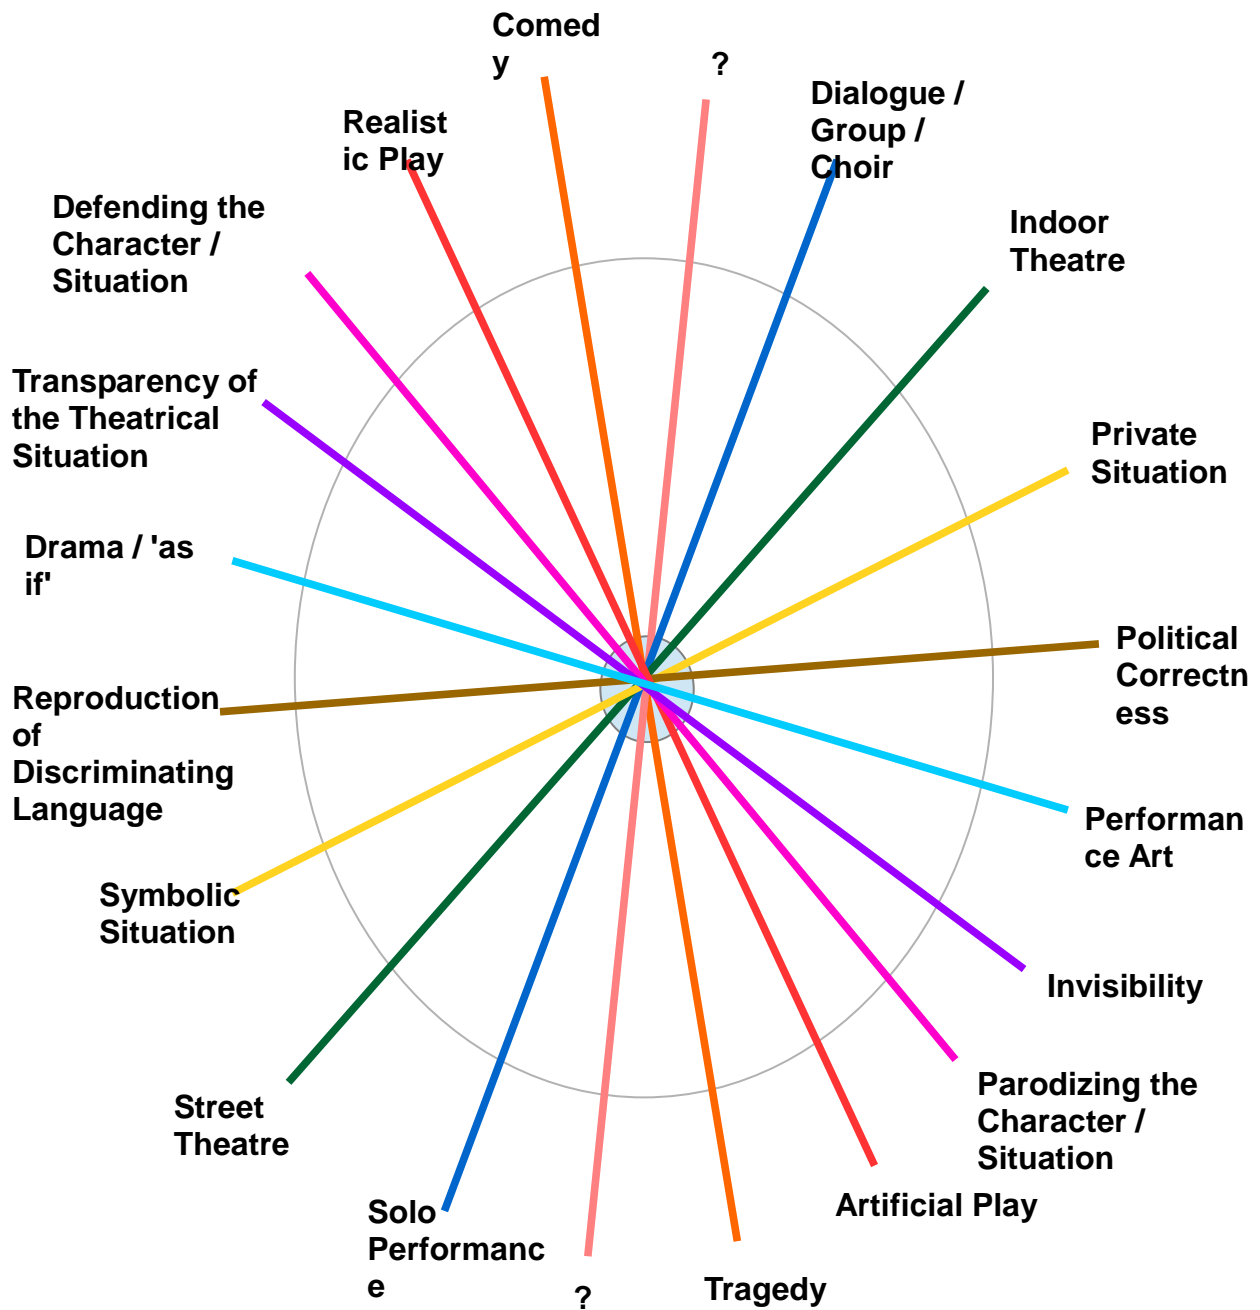 Comed
y
?
Dialogue /
Group /
Choir
Realist
ic Play
Defending the
Character /
Situation
Indoor
Theatre
Transparency of
the Theatrical
Situation
Private
Situation
Drama / 'as
if'
Political
Correctn
ess
Reproduction
of
Discriminating
Language
Performan
ce Art
Symbolic
Situation
Invisibility
Street
Theatre
Parodizing the
Character /
Situation
Solo
Performanc
e
Artificial Play
?
Tragedy